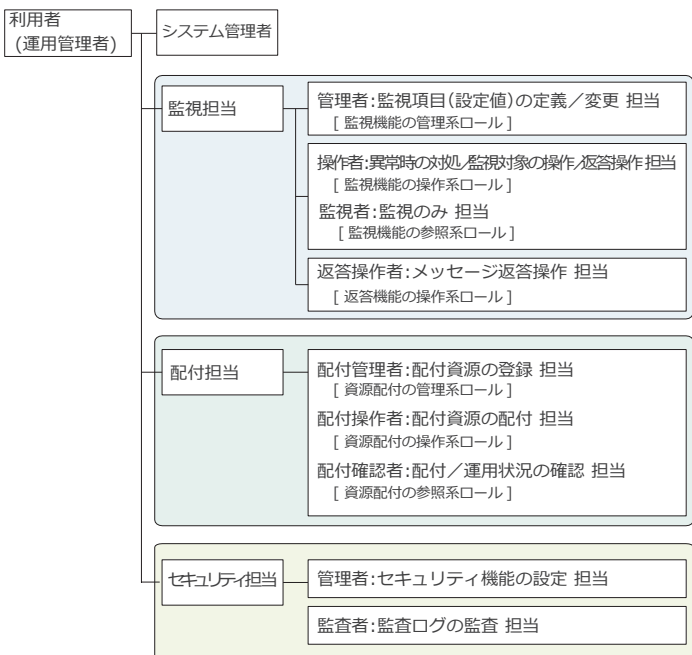 利用者
(運用管理者)
システム管理者
監視担当
管理者:監視項目(設定値)の定義/変更 担当
[ 監視機能の管理系ロール ]
操作者:異常時の対処/監視対象の操作/返答操作 担当
[ 監視機能の操作系ロール ]
監視者:監視のみ 担当
[ 監視機能の参照系ロール ]
返答操作者:メッセージ返答操作 担当
[ 返答機能の操作系ロール ]
配付担当
配付管理者:配付資源の登録 担当
[ 資源配付の管理系ロール ]
配付操作者:配付資源の配付 担当
[ 資源配付の操作系ロール ]
配付確認者:配付/運用状況の確認 担当
[ 資源配付の参照系ロール ]
セキュリティ担当
管理者:セキュリティ機能の設定 担当
監査者:監査ログの監査 担当